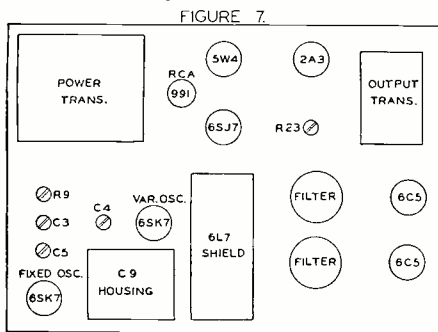 FIGURE 7.
POWER
TRANS.
RCA
991
5W4
2A3
OUTPUT
TRANS.
6SJ7
R23
R9
C3
C5
C4
VAR. OSC.
6SK7
FIXED OSC.
6SK7
C9
HOUSING
6L7
SHIELD
FILTER
6C5
FILTER
6C5